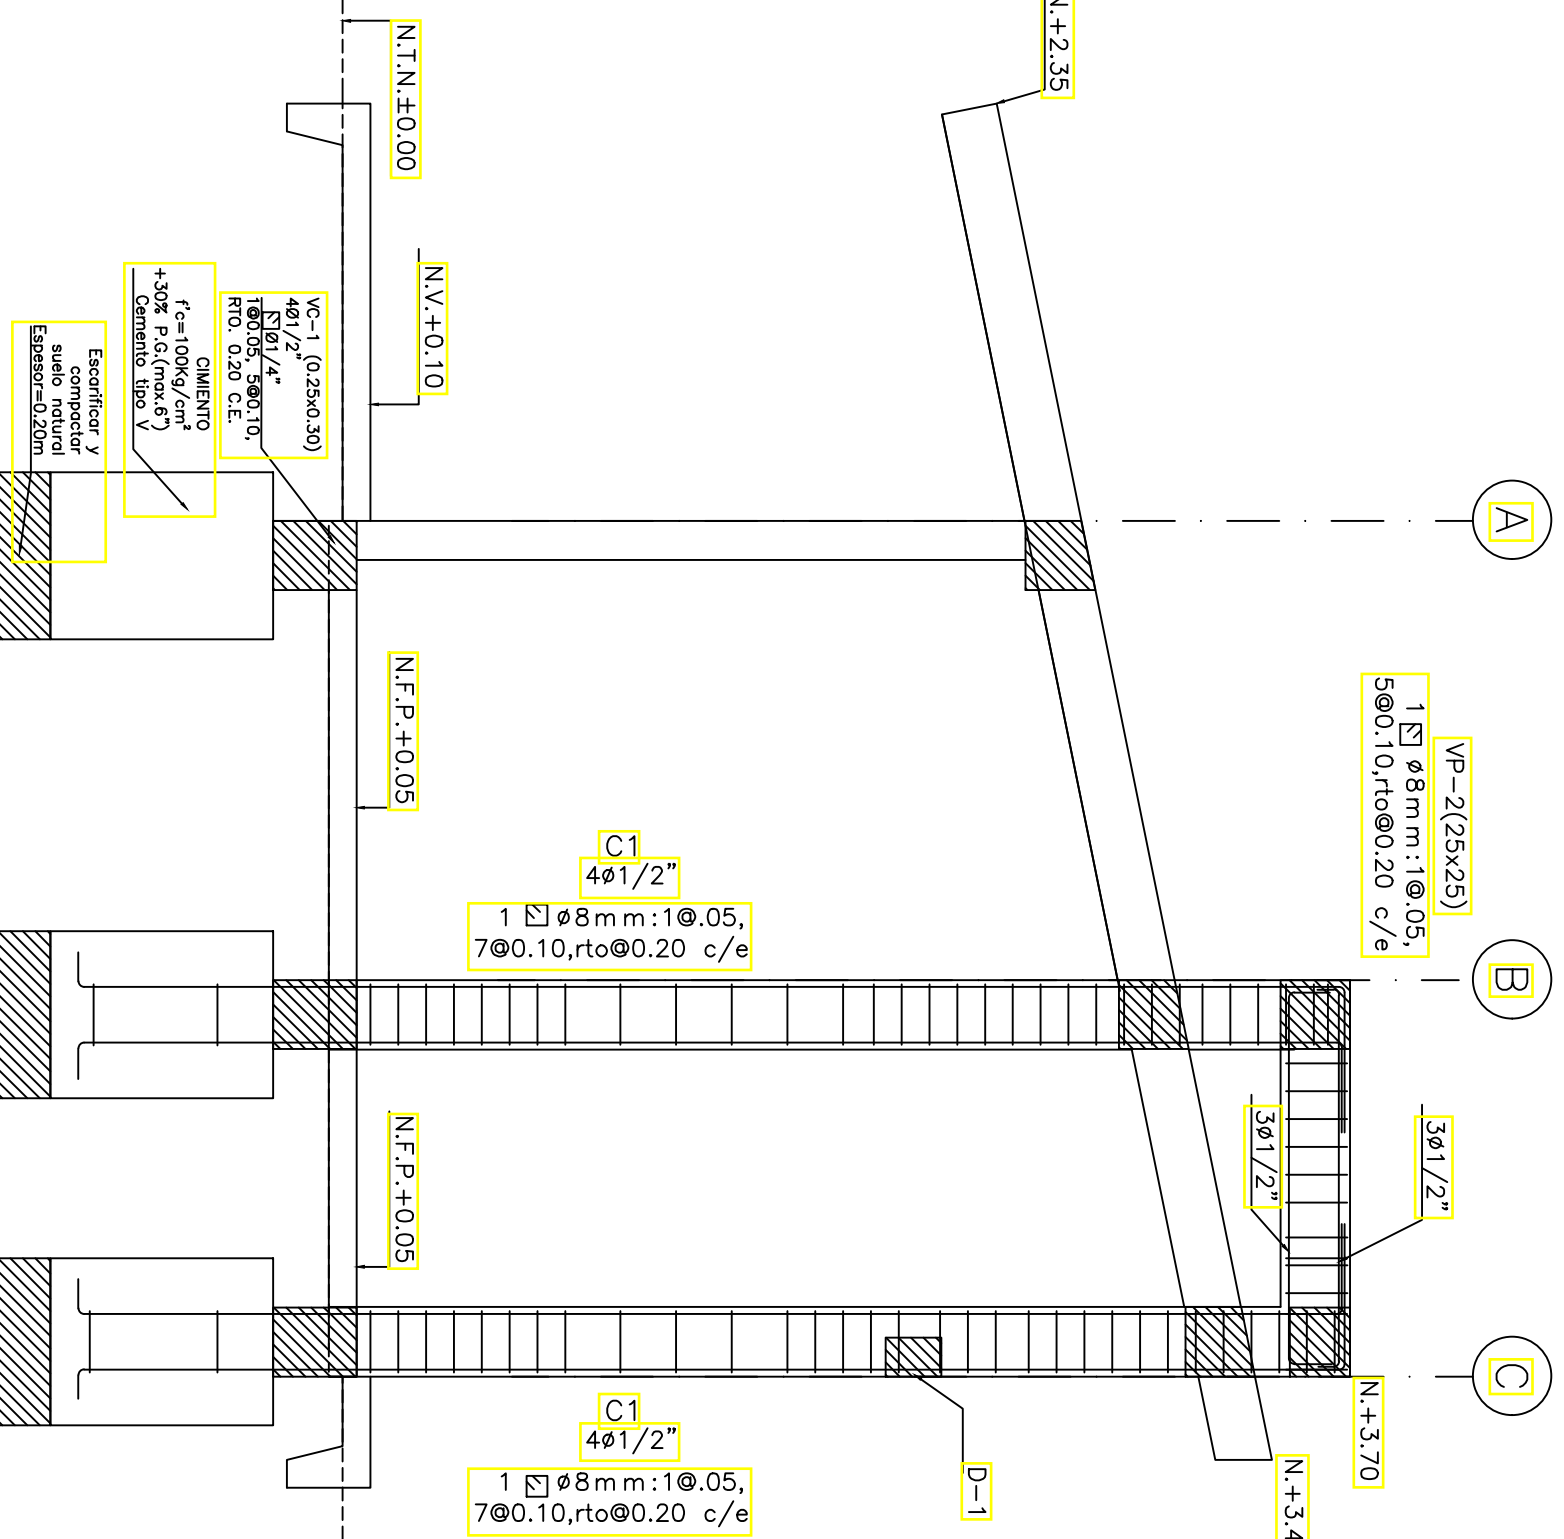 A
B
C
N.+2.35
N.T.N.±0.00
N.V.+0.10
VC-1 (0.25x0.30)
4Ø1/2"
Ø1/4"
1@0.05, 5@0.10,
RTO. 0.20 C.E.
CIMIENTO
f'c=100Kg/cm²
+30% P.G.(max.6")
Cemento tipo V
Escarificar y
compactar
suelo natural
Espesor=0.20m
VP-2(25x25)
1 ø8mm:1@.05,
5@0.10,rto@0.20 c/e
N.F.P.+0.05
C1
4ø1/2"
1 ø8mm:1@.05,
7@0.10,rto@0.20 c/e
3ø1/2"
3ø1/2"
N.F.P.+0.05
N.+3.70
N.+3.4
D-1
C1
4ø1/2"
1 ø8mm:1@.05,
7@0.10,rto@0.20 c/e